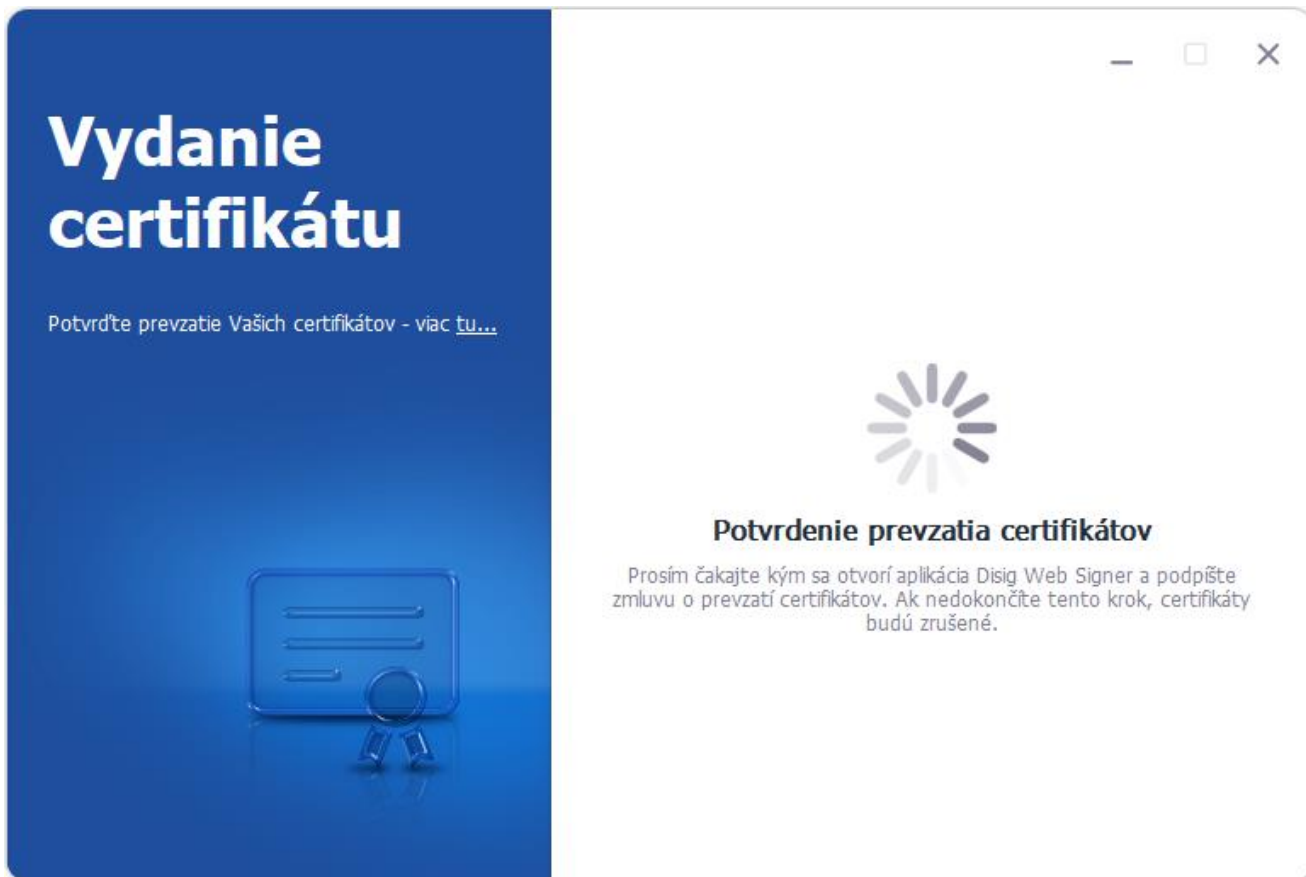 Vydanie
certifikátu
Potvrďte prevzatie Vašich certifikátov - viac tu...
Potvrdenie prevzatia certifikátov
Prosím čakajte kým sa otvorí aplikácia Disig Web Signer a podpíšte
zmluvu o prevzatí certifikátov. Ak nedokončíte tento krok, certifikáty
budú zrušené.